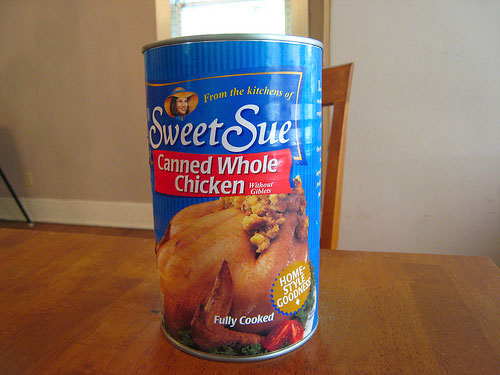 From the kitchens of
Sweet Sue
Canned Whole
Chicken Without
Giblets
HOME-
STYLE
GOODNESS
Fully Cooked